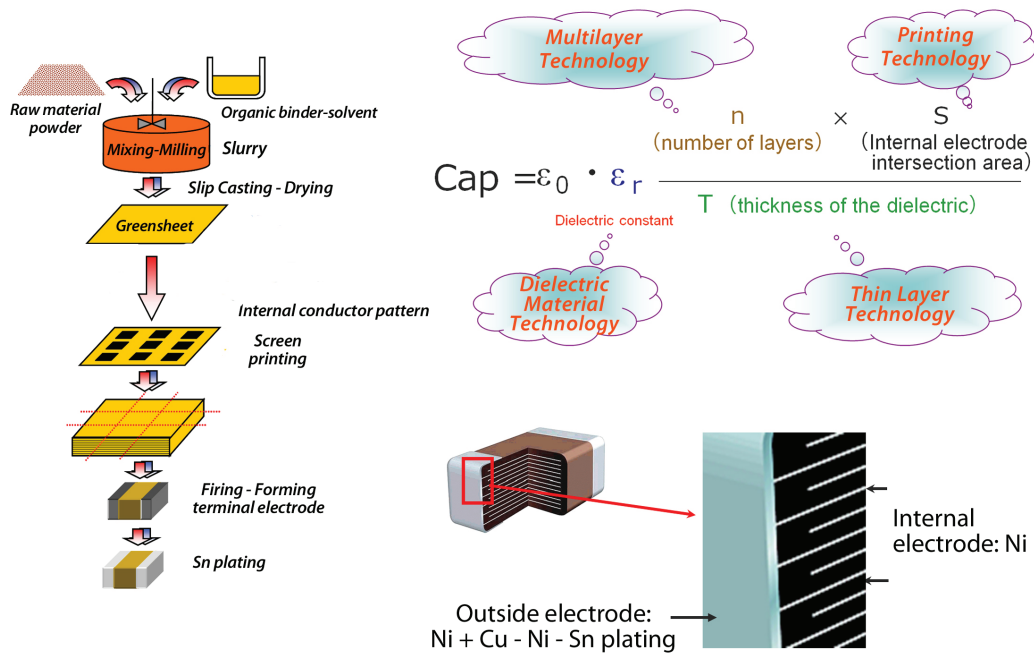 Raw material
powder
Organic binder-solvent
Mixing-Milling
Slurry
Slip Casting - Drying
Greensheet
Internal conductor pattern
Screen
printing
Firing - Forming
terminal electrode
Sn plating
Multilayer
Technology
Printing
Technology
n × S
(number of layers)
(Internal electrode
intersection area)
Cap = ε0 · εr
T (thickness of the dielectric)
Dielectric constant
Dielectric
Material
Technology
Thin Layer
Technology
Internal
electrode: Ni
Outside electrode:
Ni + Cu - Ni - Sn plating